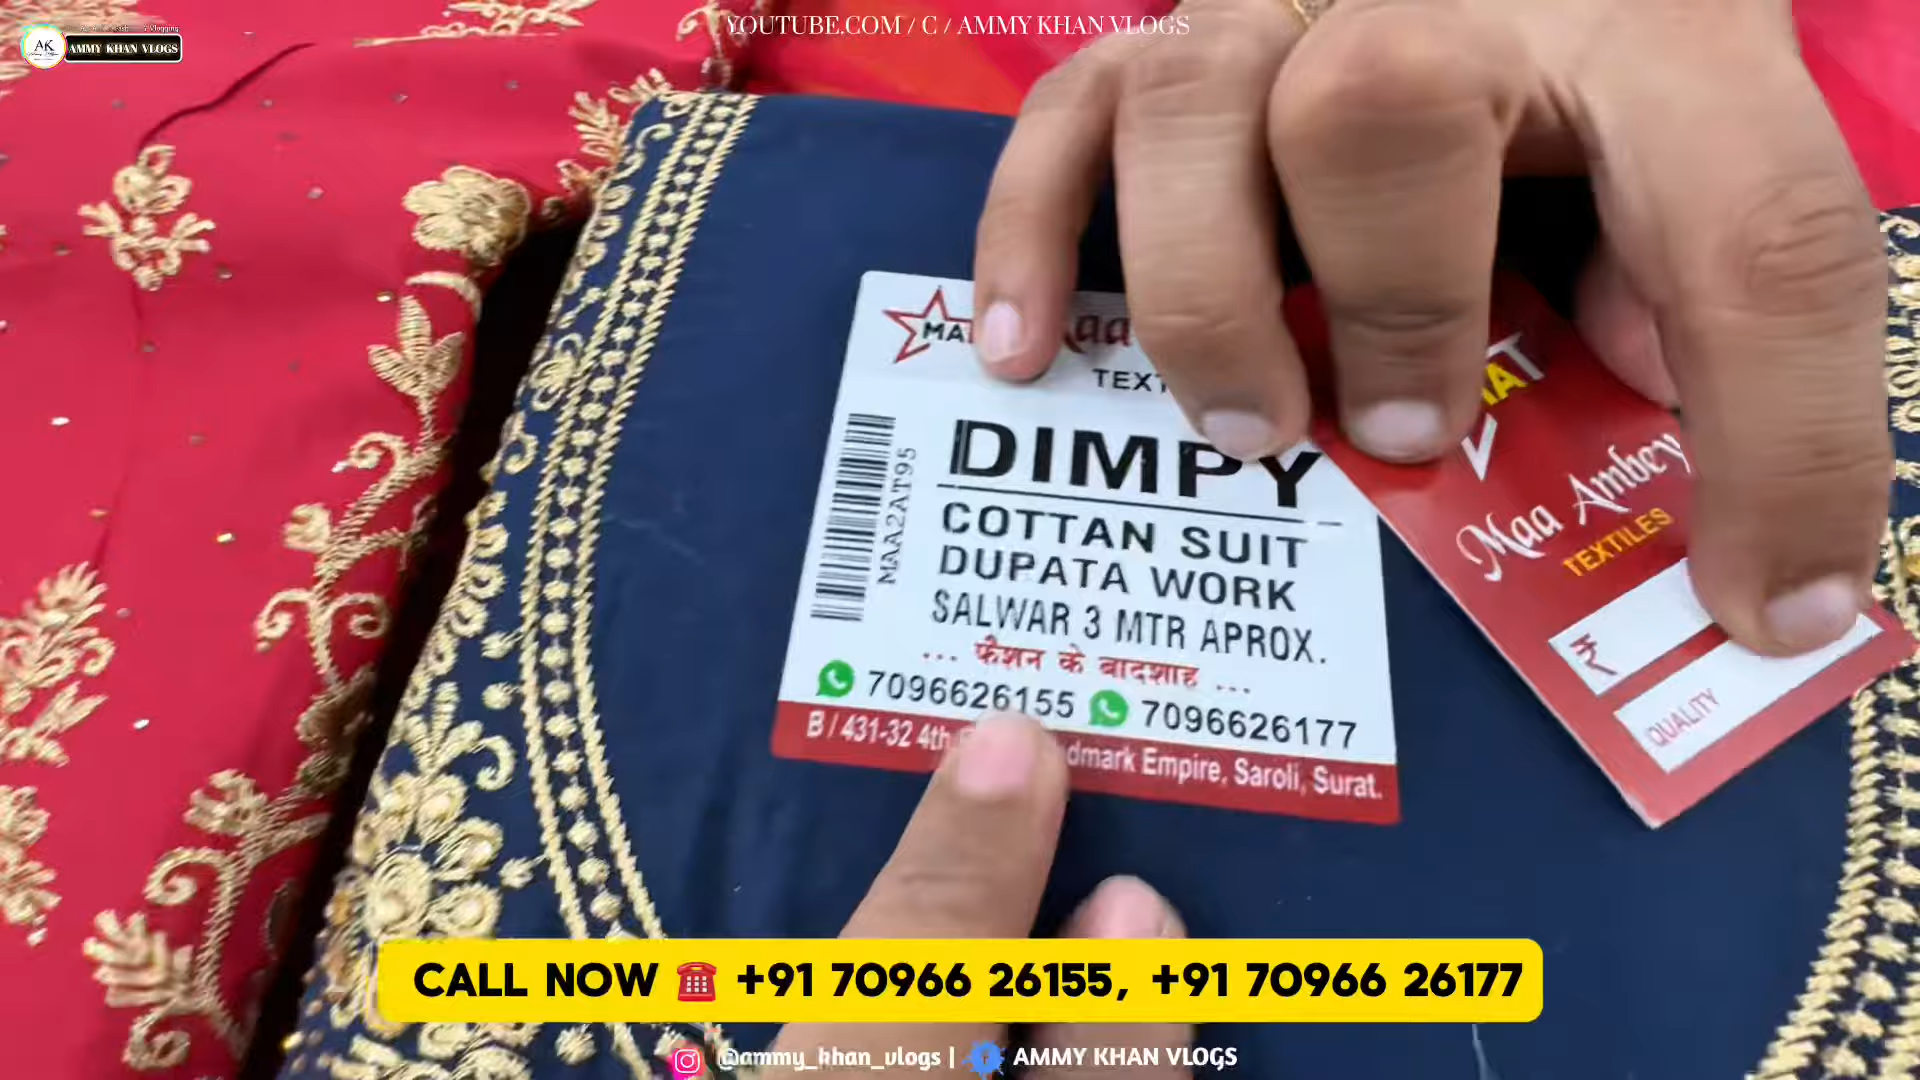 YOUTUBE.COM / C / AMMY KHAN VLOGS
AK
AMMY KHAN VLOGS
TEXT
DIMPY
COTTAN SUIT
DUPATA WORK
SALWAR 3 MTR APROX.
... फैशन के बादशाह ...
7096626155 7096626177
B / 431-32 4th dmark Empire, Saroli, Surat.
MAA2AT95
Maa Ambey
TEXTILES
₹
QUALITY
CALL NOW ☎ +91 70966 26155, +91 70966 26177
@ammy_khan_vlogs | AMMY KHAN VLOGS